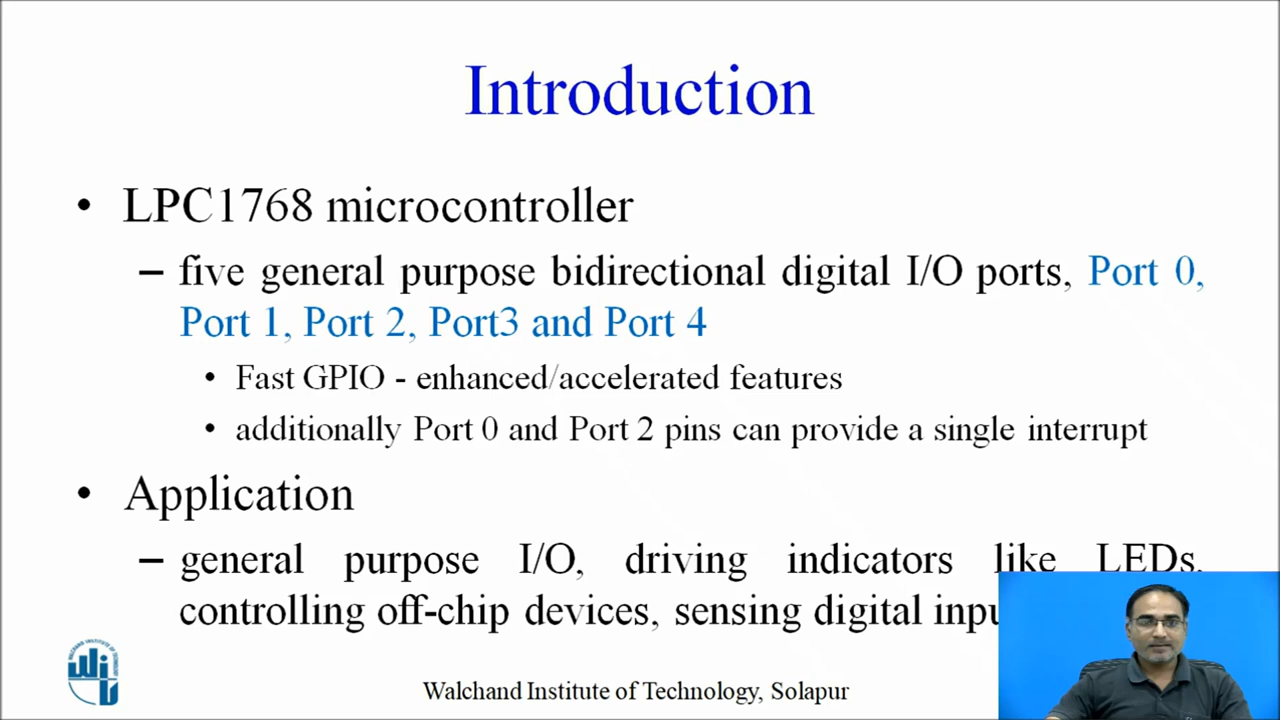 Introduction
• LPC1768 microcontroller
– five general purpose bidirectional digital I/O ports, Port 0,
Port 1, Port 2, Port3 and Port 4
• Fast GPIO - enhanced/accelerated features
• additionally Port 0 and Port 2 pins can provide a single interrupt
• Application
– general purpose I/O, driving indicators like LEDs,
controlling off-chip devices, sensing digital
Walchand Institute of Technology, Solapur